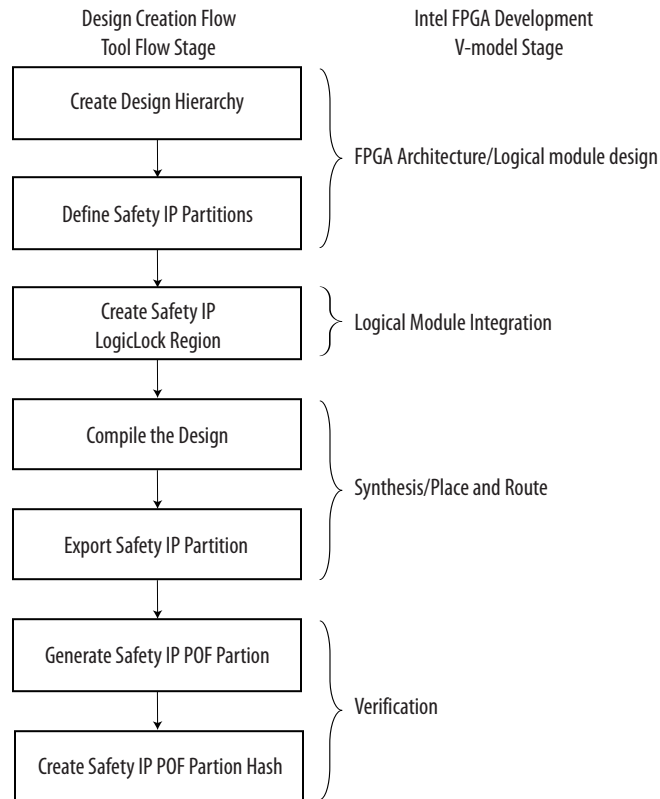 Design Creation Flow
Tool Flow Stage
Intel FPGA Development
V-model Stage
Create Design Hierarchy
FPGA Architecture/Logical module design
Define Safety IP Partitions
Create Safety IP
LogicLock Region
Logical Module Integration
Compile the Design
Synthesis/Place and Route
Export Safety IP Partition
Generate Safety IP POF Partion
Verification
Create Safety IP POF Partion Hash